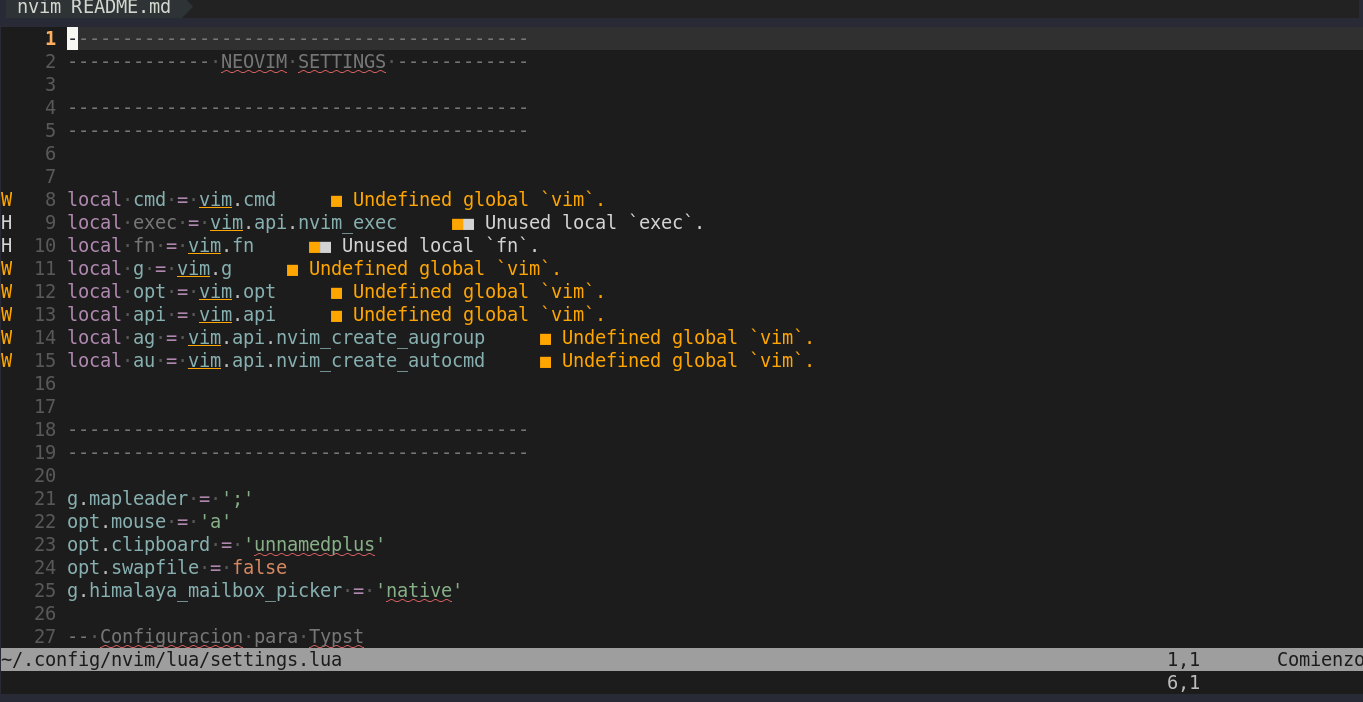 nvim README.md
1 ------------------------------------------
2 ------------- NEOVIM SETTINGS ------------
3
4 ------------------------------------------
5 ------------------------------------------
6
7
W 8 local cmd = vim.cmd ■ Undefined global `vim`.
H 9 local exec = vim.api.nvim_exec ■■ Unused local `exec`.
H 10 local fn = vim.fn ■■ Unused local `fn`.
W 11 local g = vim.g ■ Undefined global `vim`.
W 12 local opt = vim.opt ■ Undefined global `vim`.
W 13 local api = vim.api ■ Undefined global `vim`.
W 14 local ag = vim.api.nvim_create_augroup ■ Undefined global `vim`.
W 15 local au = vim.api.nvim_create_autocmd ■ Undefined global `vim`.
16
17
18 ------------------------------------------
19 ------------------------------------------
20
21 g.mapleader = ';'
22 opt.mouse = 'a'
23 opt.clipboard = 'unnamedplus'
24 opt.swapfile = false
25 g.himalaya_mailbox_picker = 'native'
26
27 -- Configuracion para Typst
~/.config/nvim/lua/settings.lua 1,1 Comienzo
6,1